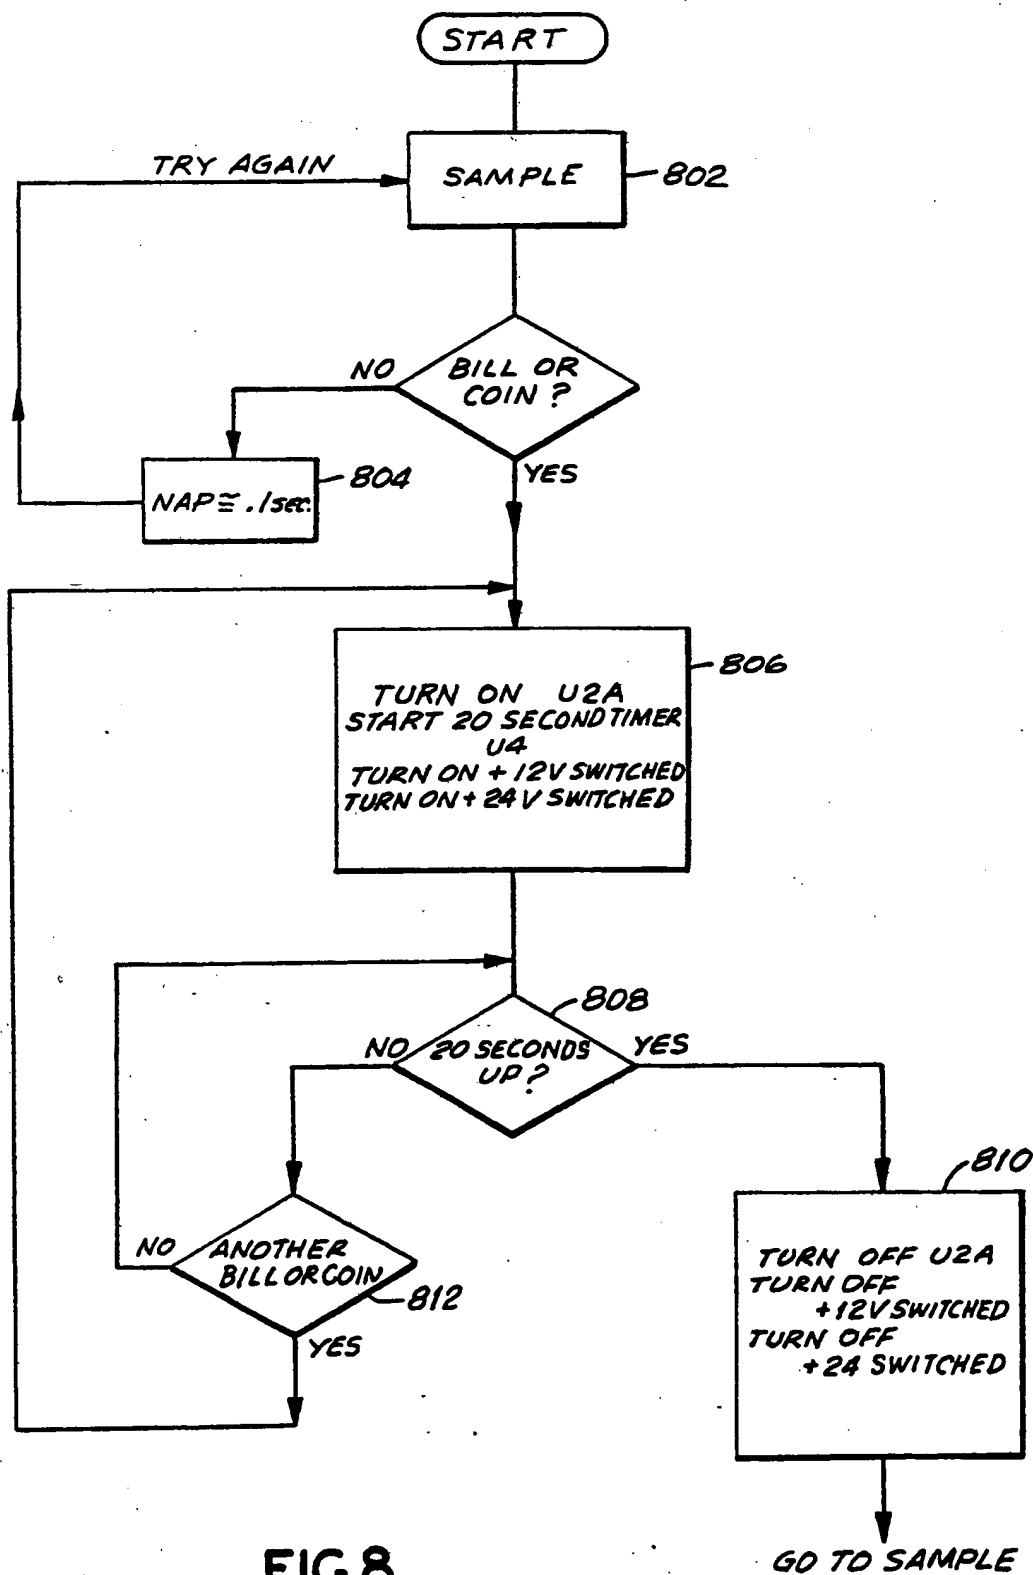 START
TRY AGAIN
SAMPLE
802
NO
BILL OR
COIN ?
YES
804
NAP ≅ .1sec.
806
TURN ON U2A
START 20 SECOND TIMER
U4
TURN ON + 12V SWITCHED
TURN ON + 24V SWITCHED
808
NO
20 SECONDS
UP?
YES
810
NO
ANOTHER
BILL OR COIN
812
YES
TURN OFF U2A
TURN OFF
+12V SWITCHED
TURN OFF
+24 SWITCHED
GO TO SAMPLE
FIG.8